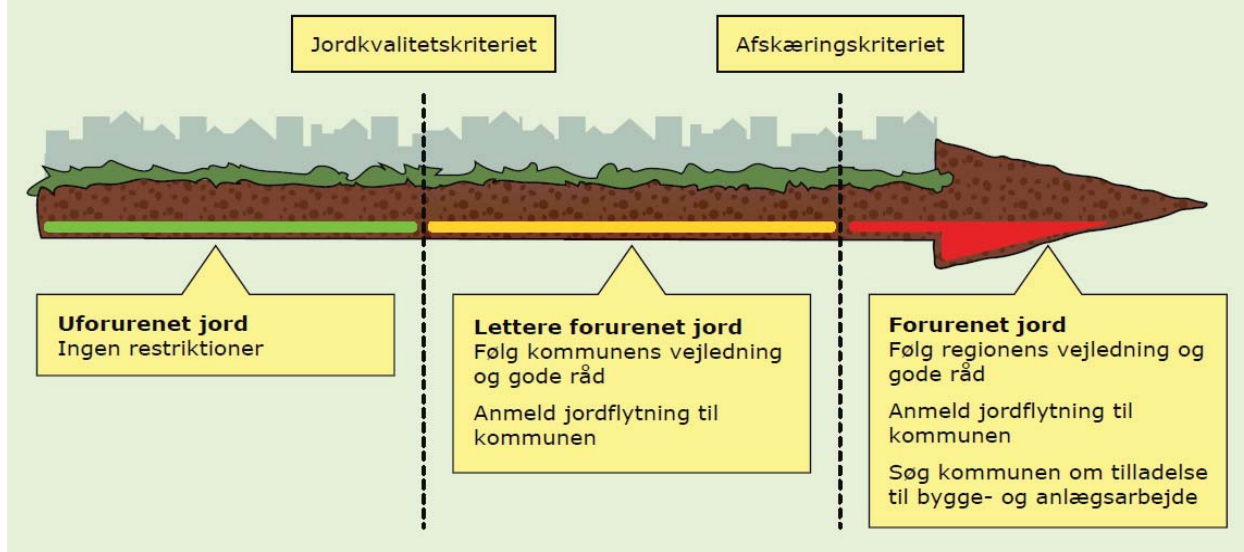 Jordkvalitetskriteriet
Afskæringskriteriet
Uforurenet jord
Ingen restriktioner
Lettere forurenet jord
Følg kommunens vejledning
og gode råd
Anmeld jordflytning til
kommunen
Forurenet jord
Følg regionens vejledning og
gode råd
Anmeld jordflytning til
kommunen
Søg kommunen om tilladelse
til bygge- og anlægsarbejde